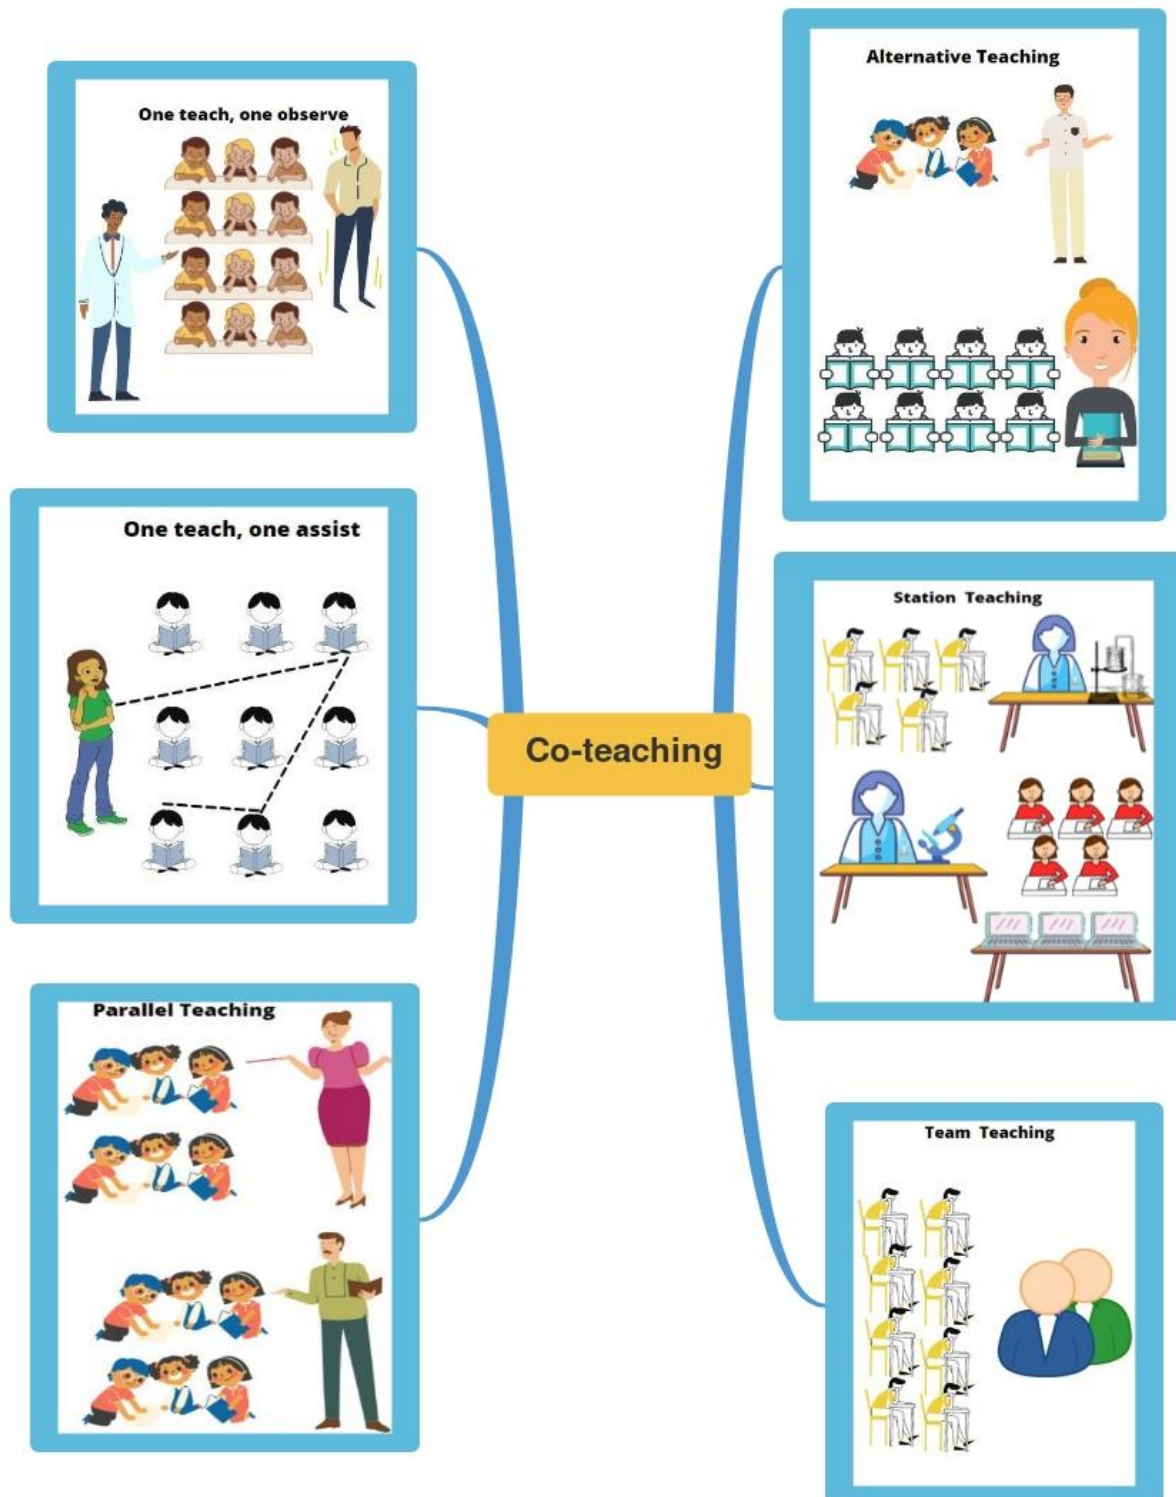 One teach, one observe
Alternative Teaching
One teach, one assist
Station Teaching
Co-teaching
Parallel Teaching
Team Teaching